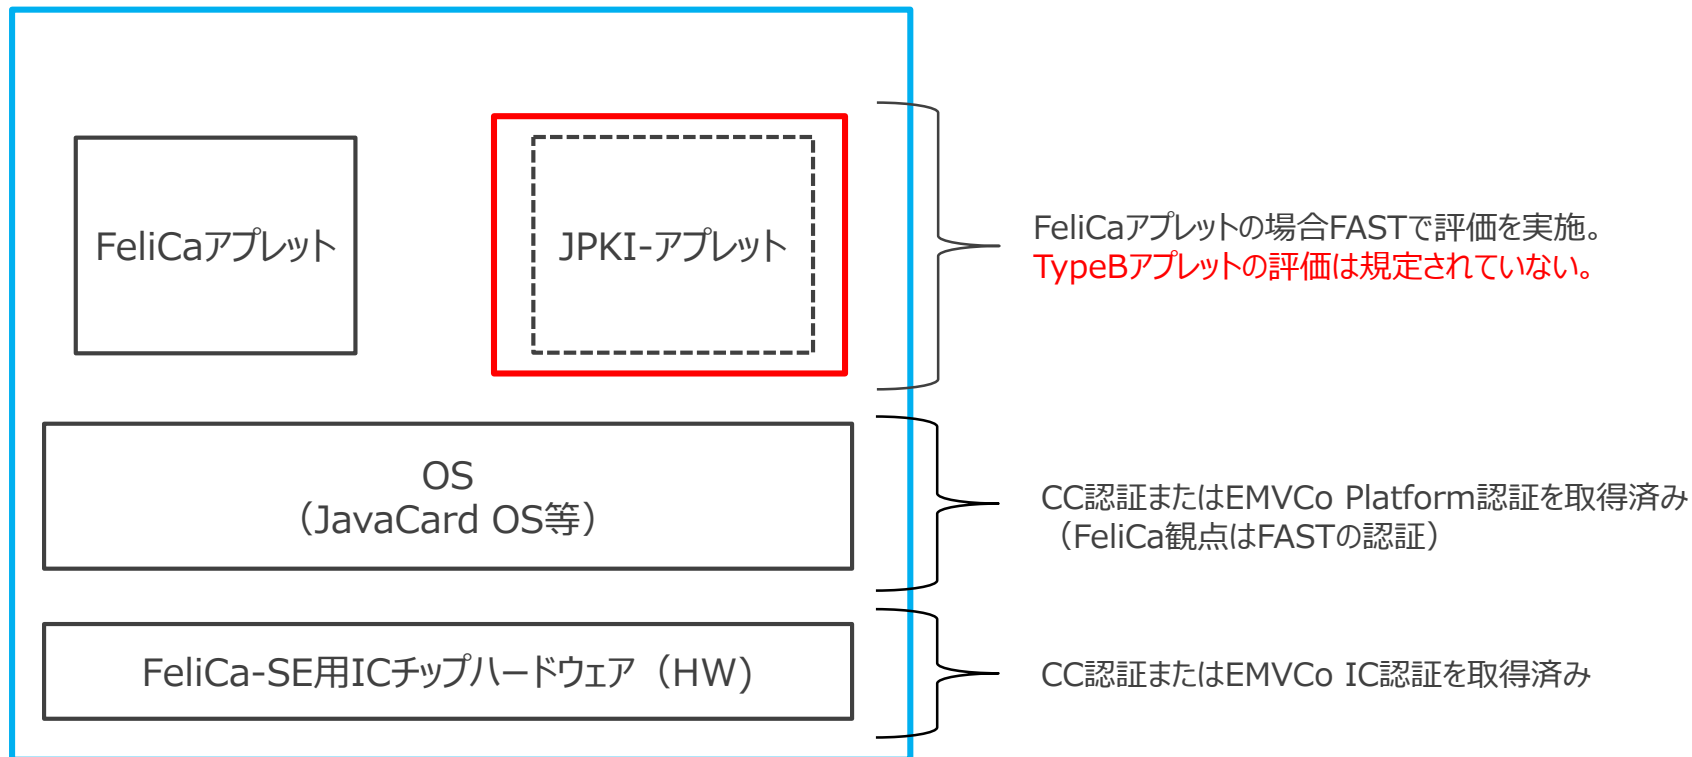 FeliCaアプレット
JPKI-アプレット
FeliCaアプレットの場合FASTで評価を実施。
TypeBアプレットの評価は規定されていない。
OS
（JavaCard OS等）
CC認証またはEMVCo Platform認証を取得済み
（FeliCa観点はFASTの認証）
FeliCa-SE用ICチップハードウェア（HW)
CC認証またはEMVCo IC認証を取得済み